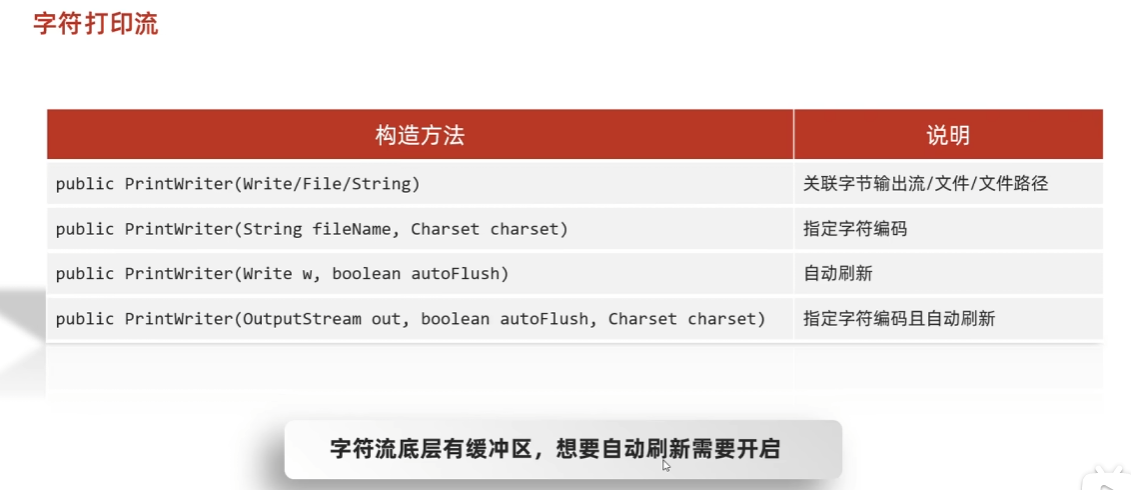 字符打印流
构造方法 说明
public PrintWriter(Write/File/String) 关联字节输出流/文件/文件路径
public PrintWriter(String fileName, Charset charset) 指定字符编码
public PrintWriter(Write w, boolean autoFlush) 自动刷新
public PrintWriter(OutputStream out, boolean autoFlush, Charset charset) 指定字符编码且自动刷新
字符流底层有缓冲区，想要自动刷新需要开启